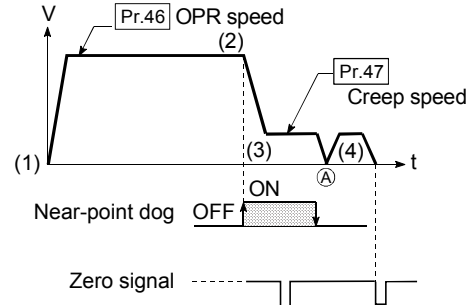 V
Pr.46 OPR speed
(2)
Pr.47
Creep speed
(1)
(3)
(4)
t
A
ON
Near-point dog OFF
Zero signal